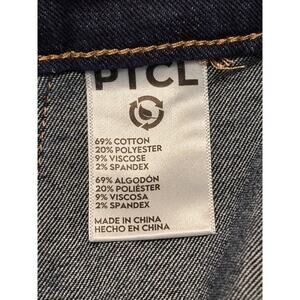 PTCL
69% COTTON
20% POLYESTER
9% VISCOSE
2% SPANDEX
69% ALGODÓN
20% POLIÉSTER
9% VISCOSA
2% SPANDEX
MADE IN CHINA
HECHO EN CHINA